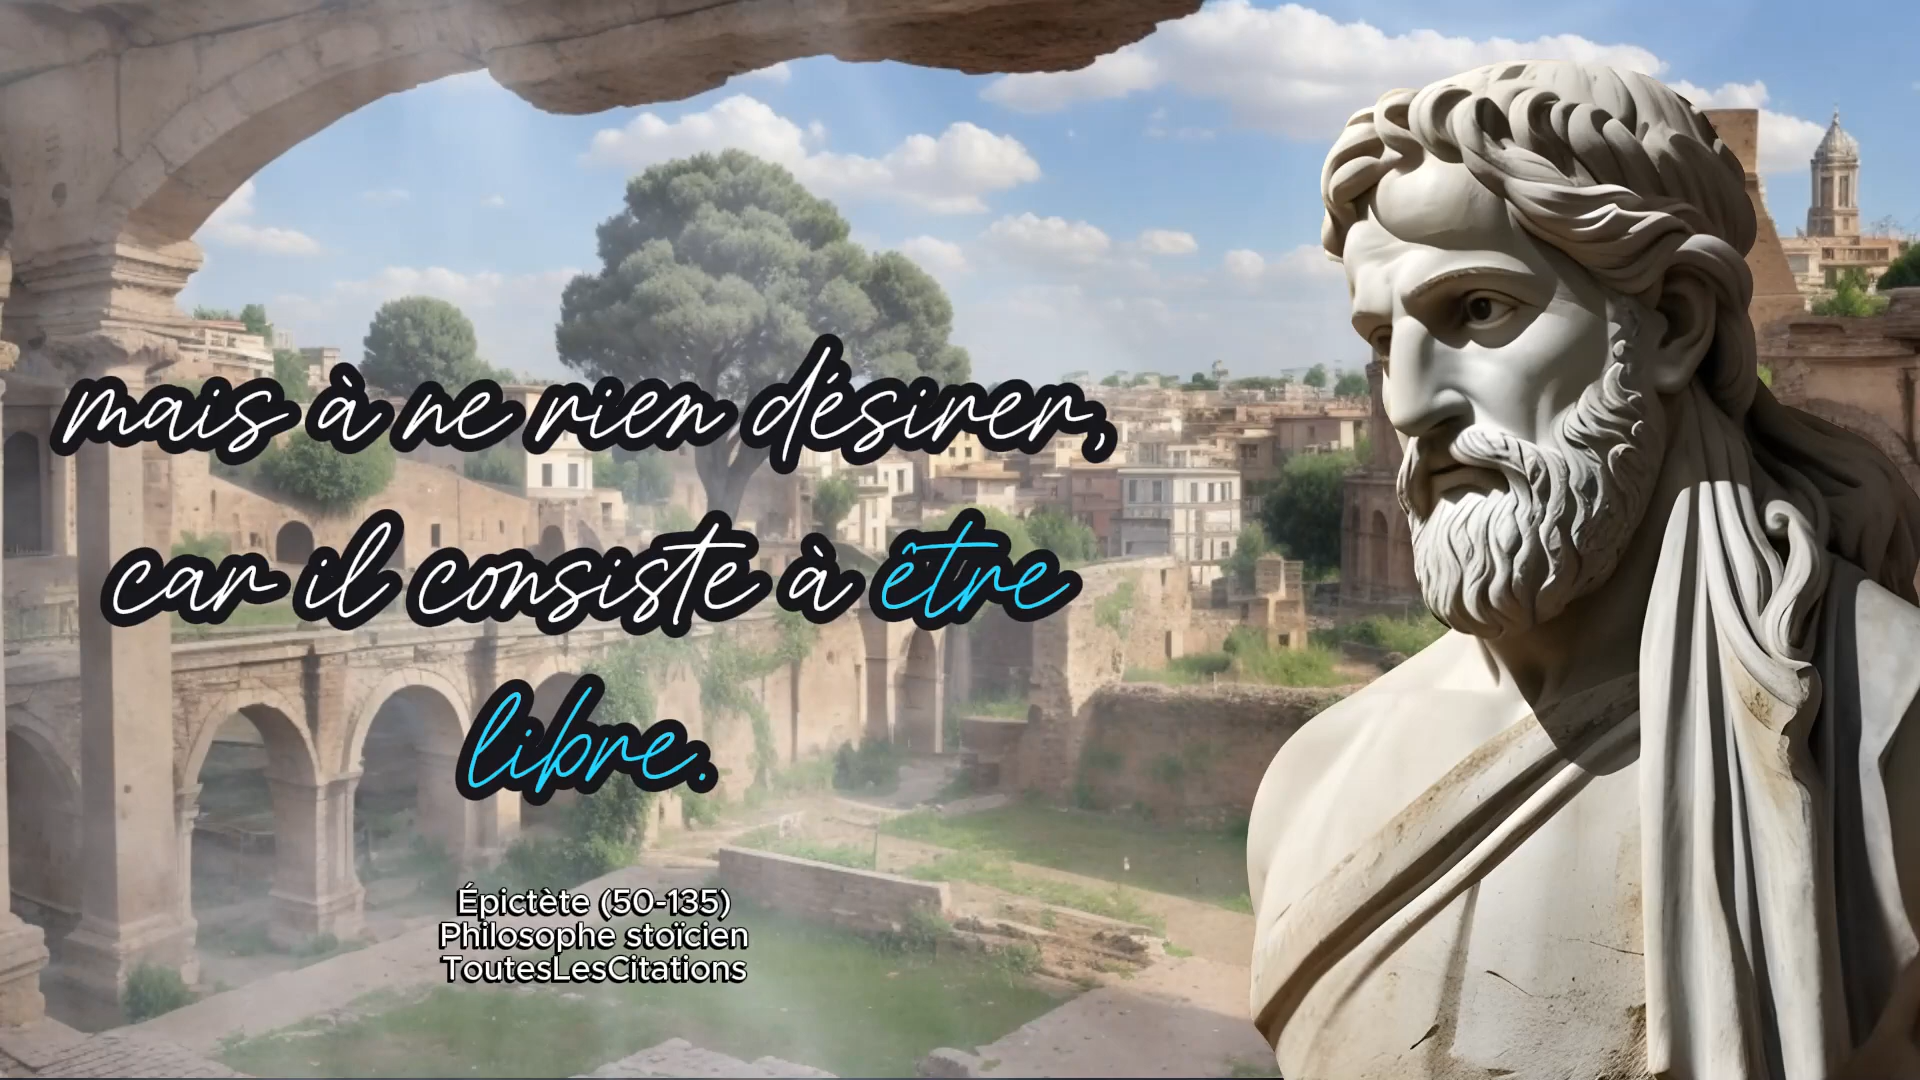 mais à ne rien désirer,
car il consiste à être
libre.
Épictète (50-135)
Philosophe stoïcien
ToutesLesCitations